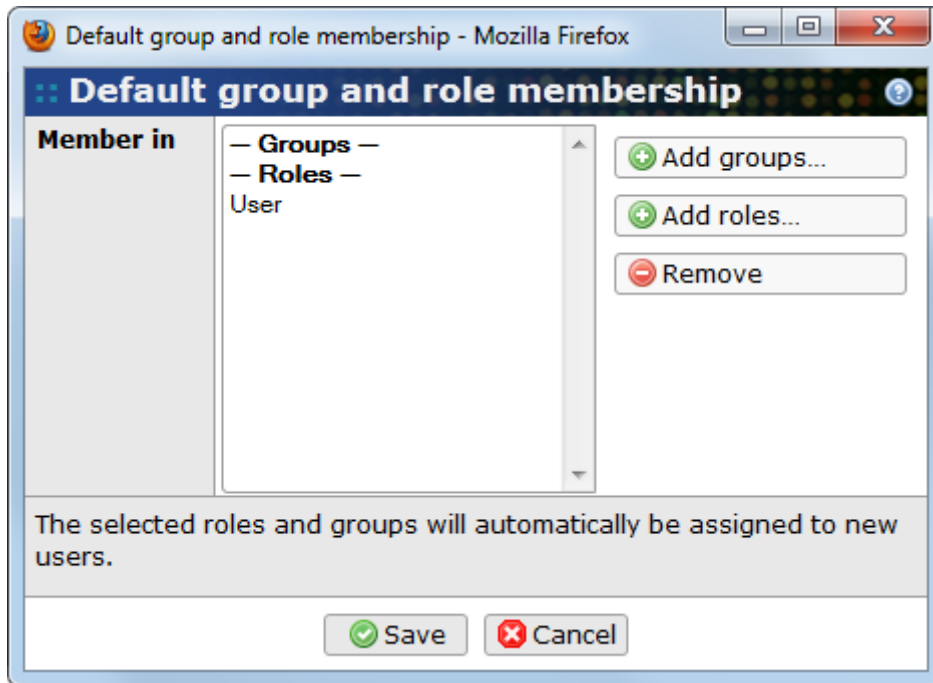 Default group and role membership - Mozilla Firefox
:: Default group and role membership
Member in
— Groups —
— Roles —
User
Add groups...
Add roles...
Remove
The selected roles and groups will automatically be assigned to new
users.
Save
Cancel